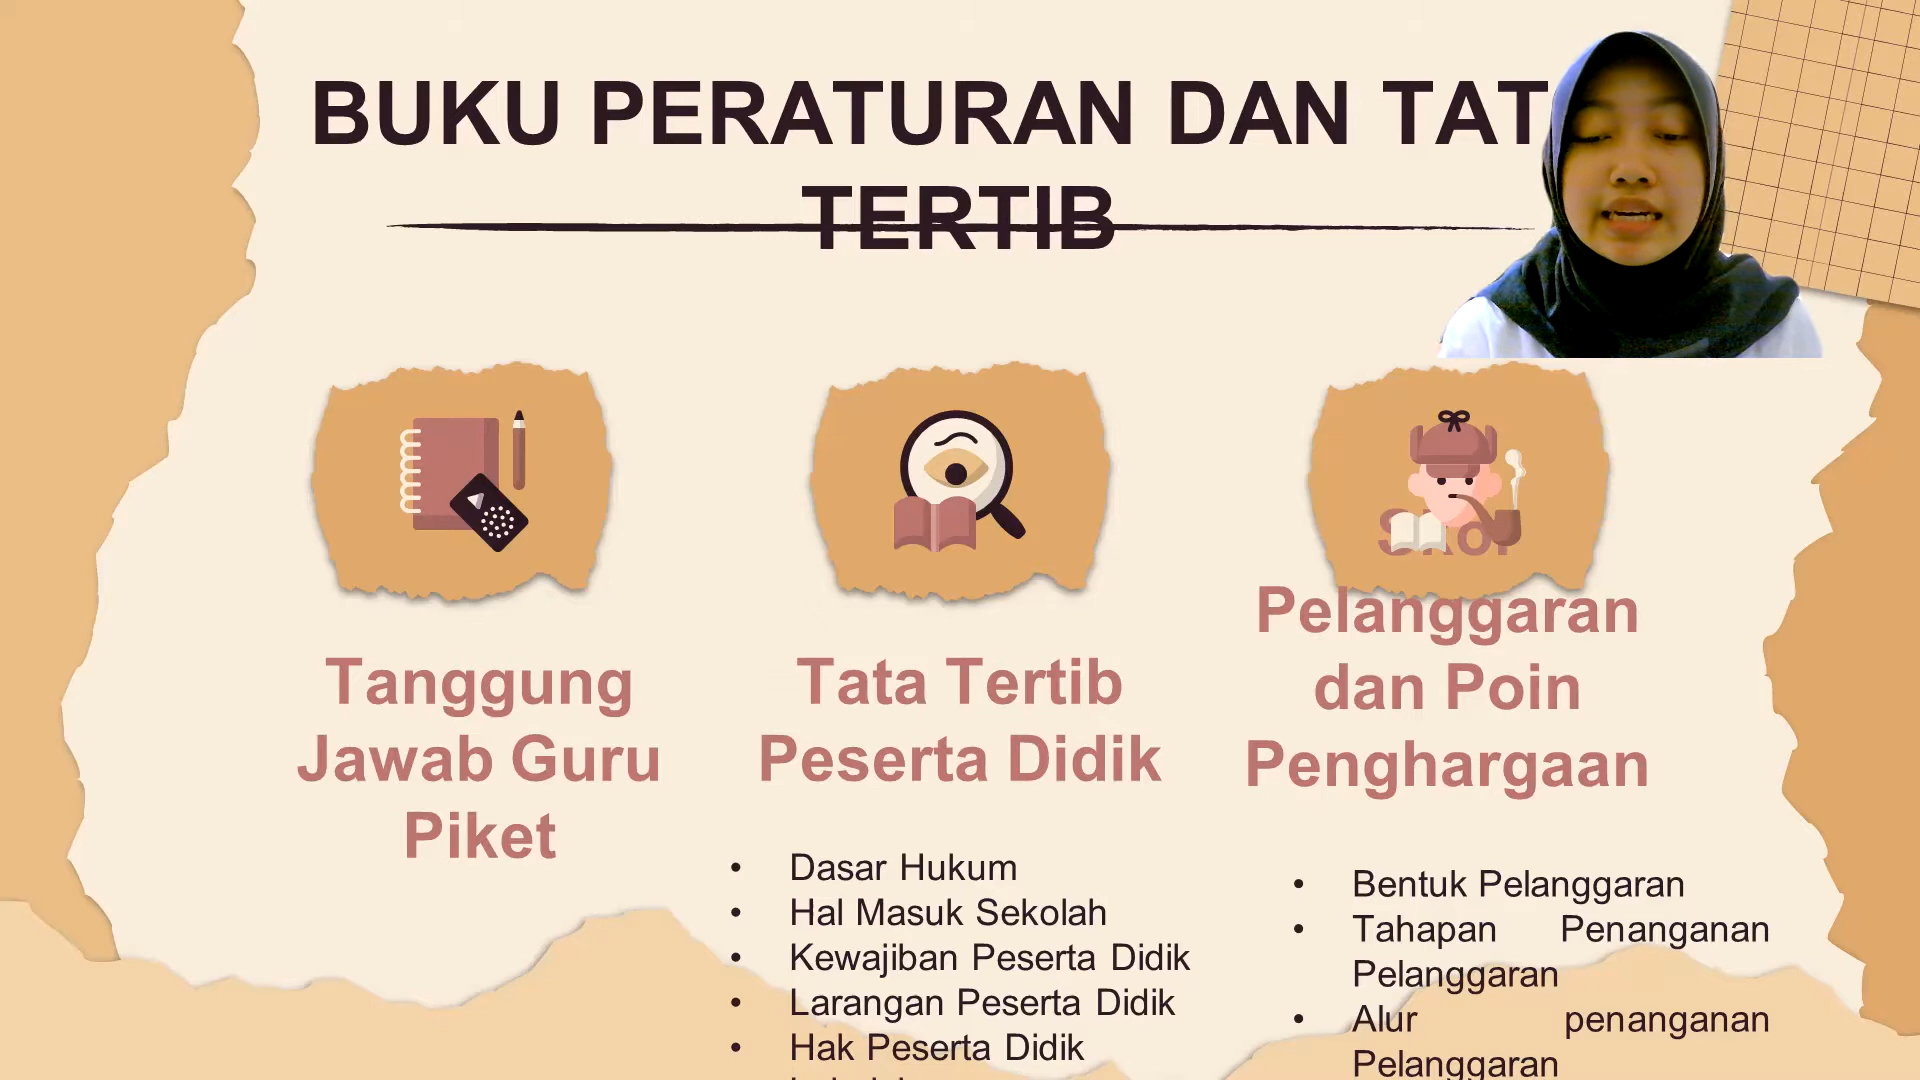 BUKU PERATURAN DAN TAT
TERTIB
Tanggung
Jawab Guru
Piket
Tata Tertib
Peserta Didik
• Dasar Hukum
• Hal Masuk Sekolah
• Kewajiban Peserta Didik
• Larangan Peserta Didik
• Hak Peserta Didik
Skor
Pelanggaran
dan Poin
Penghargaan
• Bentuk Pelanggaran
• Tahapan Penanganan
Pelanggaran
• Alur penanganan
Pelanggaran